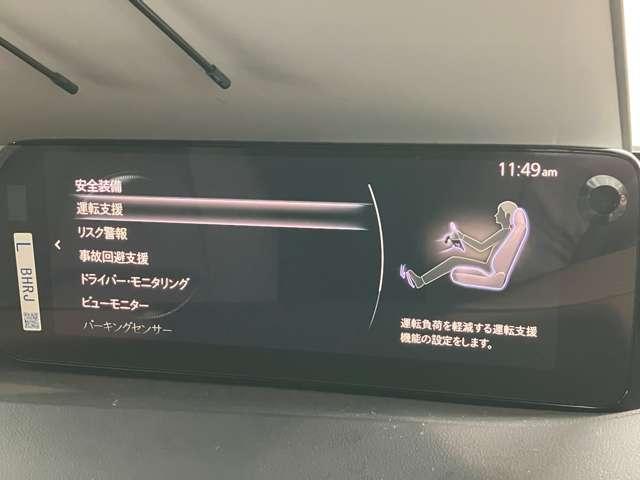 11:49am
安全装備
運転支援
リスク警報
事故回避支援
ドライバー・モニタリング
ビューモニター
パーキングセンサー
運転負荷を軽減する運転支援
機能の設定をします。
L BHRJ